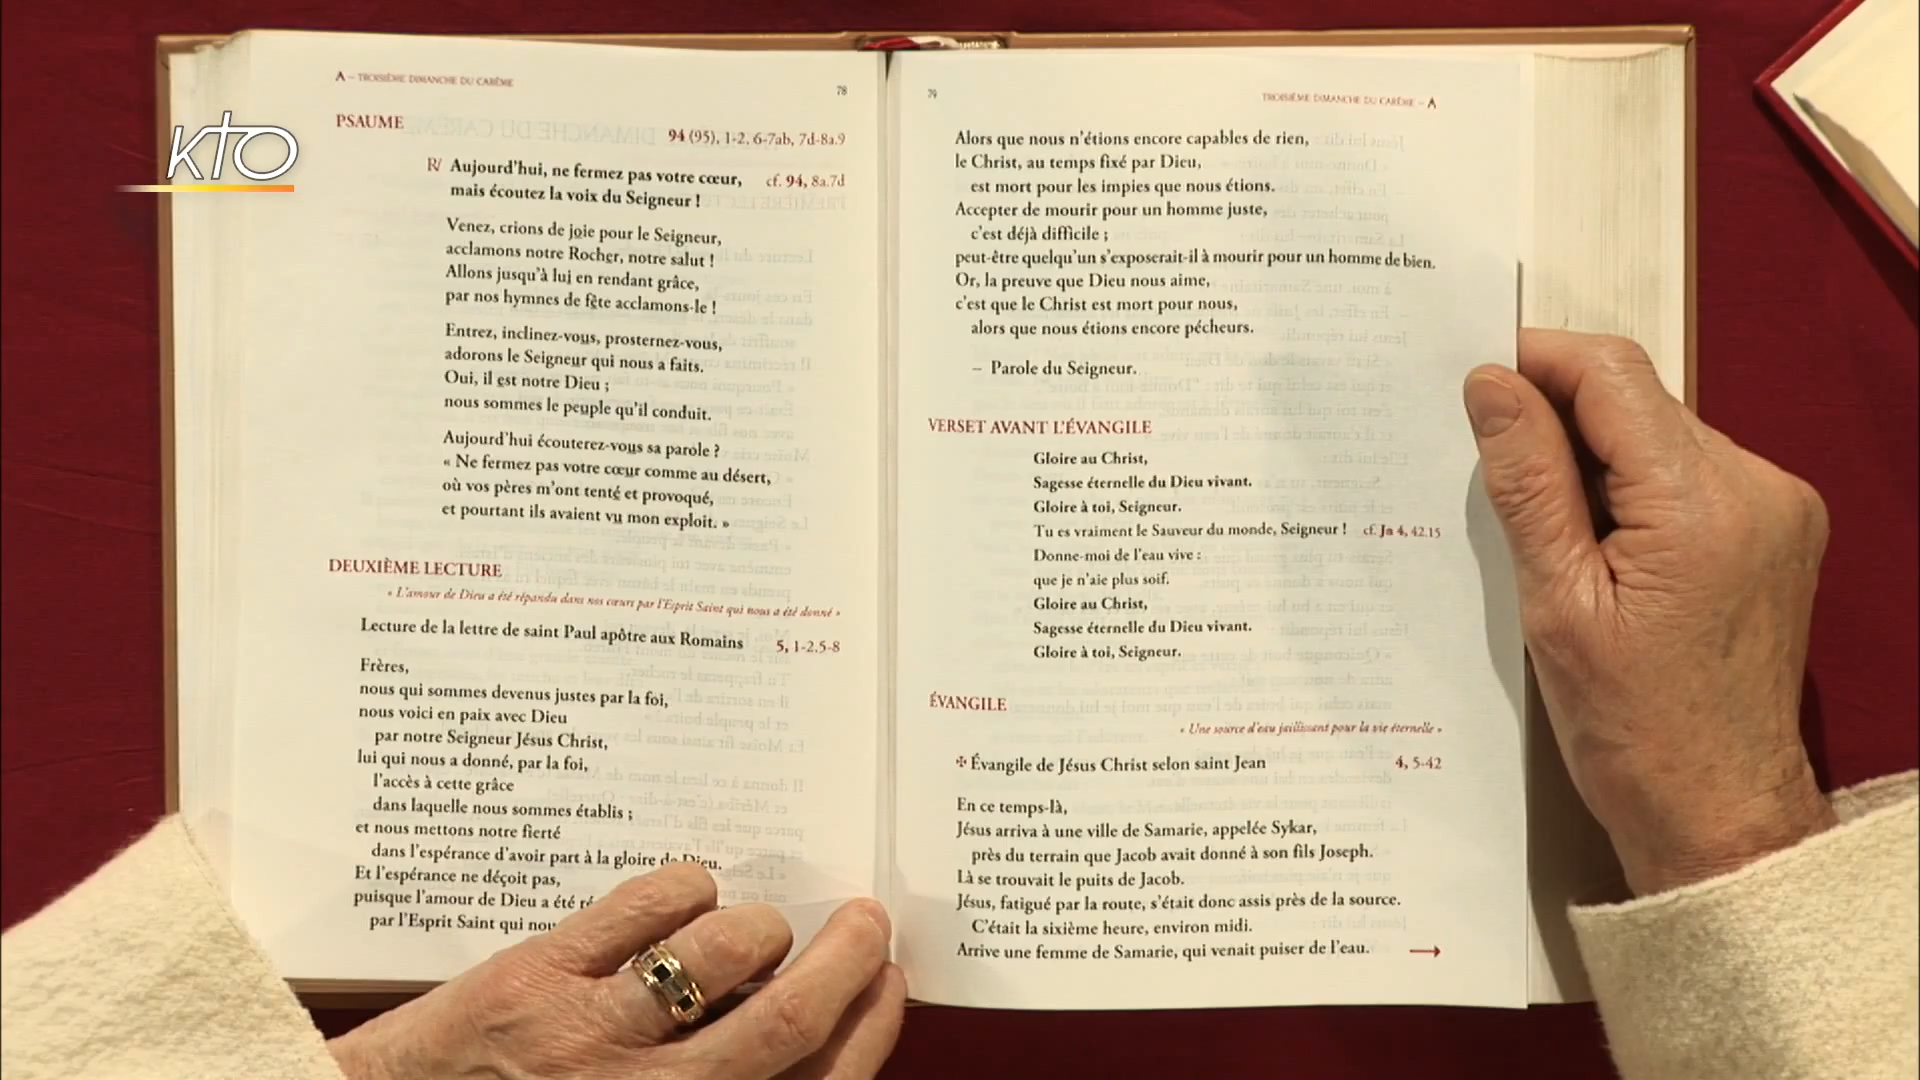 KTO
A – TROISIÈME DIMANCHE DU CARÊME
78
PSAUME
94 (95), 1-2, 6-7ab, 7d-8a.9
R/ Aujourd'hui, ne fermez pas votre cœur, cf. 94, 8a.7d
mais écoutez la voix du Seigneur !
Venez, crions de joie pour le Seigneur,
acclamons notre Rocher, notre salut !
Allons jusqu'à lui en rendant grâce,
par nos hymnes de fête acclamons-le !
Entrez, inclinez-vous, prosternez-vous,
adorons le Seigneur qui nous a faits.
Oui, il est notre Dieu ;
nous sommes le peuple qu'il conduit.
Aujourd'hui écouterez-vous sa parole ?
« Ne fermez pas votre cœur comme au désert,
où vos pères m'ont tenté et provoqué,
et pourtant ils avaient vu mon exploit. »
DEUXIÈME LECTURE
« L'amour de Dieu a été répandu dans nos cœurs par l'Esprit Saint qui nous a été donné »
Lecture de la lettre de saint Paul apôtre aux Romains 5, 1-2.5-8
Frères,
nous qui sommes devenus justes par la foi,
nous voici en paix avec Dieu
par notre Seigneur Jésus Christ,
lui qui nous a donné, par la foi,
l'accès à cette grâce
dans laquelle nous sommes établis ;
et nous mettons notre fierté
dans l'espérance d'avoir part à la gloire de Dieu.
Et l'espérance ne déçoit pas,
puisque l'amour de Dieu a été ré
par l'Esprit Saint qui nou
79
TROISIÈME DIMANCHE DU CARÊME – A
Alors que nous n'étions encore capables de rien,
le Christ, au temps fixé par Dieu,
est mort pour les impies que nous étions.
Accepter de mourir pour un homme juste,
c'est déjà difficile ;
peut-être quelqu'un s'exposerait-il à mourir pour un homme de bien.
Or, la preuve que Dieu nous aime,
c'est que le Christ est mort pour nous,
alors que nous étions encore pécheurs.
– Parole du Seigneur.
VERSET AVANT L'ÉVANGILE
Gloire au Christ,
Sagesse éternelle du Dieu vivant.
Gloire à toi, Seigneur.
Tu es vraiment le Sauveur du monde, Seigneur ! cf. Jn 4, 42.15
Donne-moi de l'eau vive :
que je n'aie plus soif.
Gloire au Christ,
Sagesse éternelle du Dieu vivant.
Gloire à toi, Seigneur.
ÉVANGILE
« Une source d'eau jaillissant pour la vie éternelle »
✠ Évangile de Jésus Christ selon saint Jean 4, 5-42
En ce temps-là,
Jésus arriva à une ville de Samarie, appelée Sykar,
près du terrain que Jacob avait donné à son fils Joseph.
Là se trouvait le puits de Jacob.
Jésus, fatigué par la route, s'était donc assis près de la source.
C'était la sixième heure, environ midi.
Arrive une femme de Samarie, qui venait puiser de l'eau. →